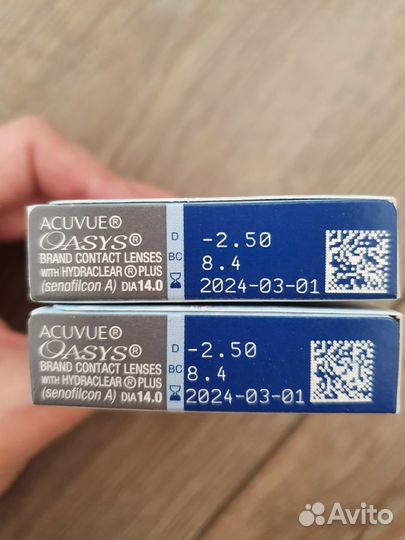 ACUVUE®
OASYS®
BRAND CONTACT LENSES
WITH HYDRACLEAR® PLUS
(senofilcon A) DIA 14.0
D -2.50
BC 8.4
2024-03-01
ACUVUE®
OASYS®
BRAND CONTACT LENSES
WITH HYDRACLEAR® PLUS
(senofilcon A) DIA 14.0
D -2.50
BC 8.4
2024-03-01
Avito